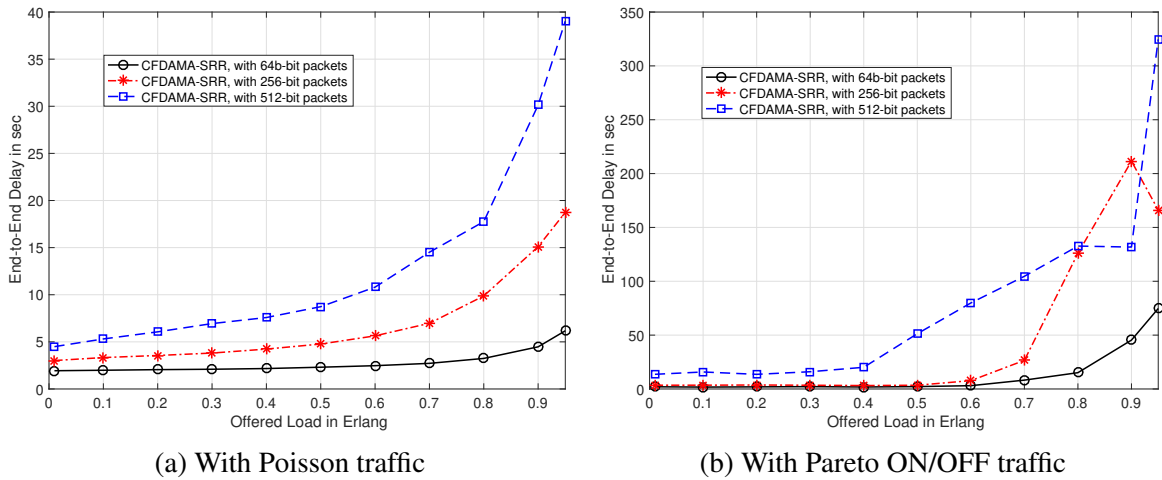 40
35
30
25
20
15
10
5
0
End-to-End Delay in sec
CFDAMA-SRR, with 64b-bit packets
CFDAMA-SRR, with 256-bit packets
CFDAMA-SRR, with 512-bit packets
0 0.1 0.2 0.3 0.4 0.5 0.6 0.7 0.8 0.9
Offered Load in Erlang
(a) With Poisson traffic
350
300
250
200
150
100
50
0
End-to-End Delay in sec
CFDAMA-SRR, with 64b-bit packets
CFDAMA-SRR, with 256-bit packets
CFDAMA-SRR, with 512-bit packets
0 0.1 0.2 0.3 0.4 0.5 0.6 0.7 0.8 0.9
Offered Load in Erlang
(b) With Pareto ON/OFF traffic